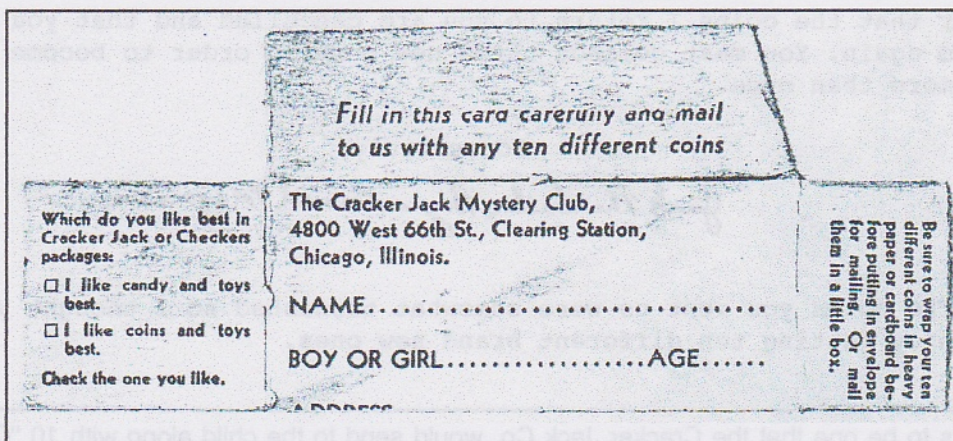 Fill in this card carefully and mail
to us with any ten different coins
Which do you like best in
Cracker Jack or Checkers
packages:
☐ I like candy and toys
best.
☐ I like coins and toys
best.
Check the one you like.
The Cracker Jack Mystery Club,
4800 West 66th St., Clearing Station,
Chicago, Illinois.
NAME
BOY OR GIRL AGE
ADDRESS
Be sure to wrap your ten
different coins in heavy
paper or cardboard be-
fore putting in envelope
for mailing. Or mail
them in a little box.